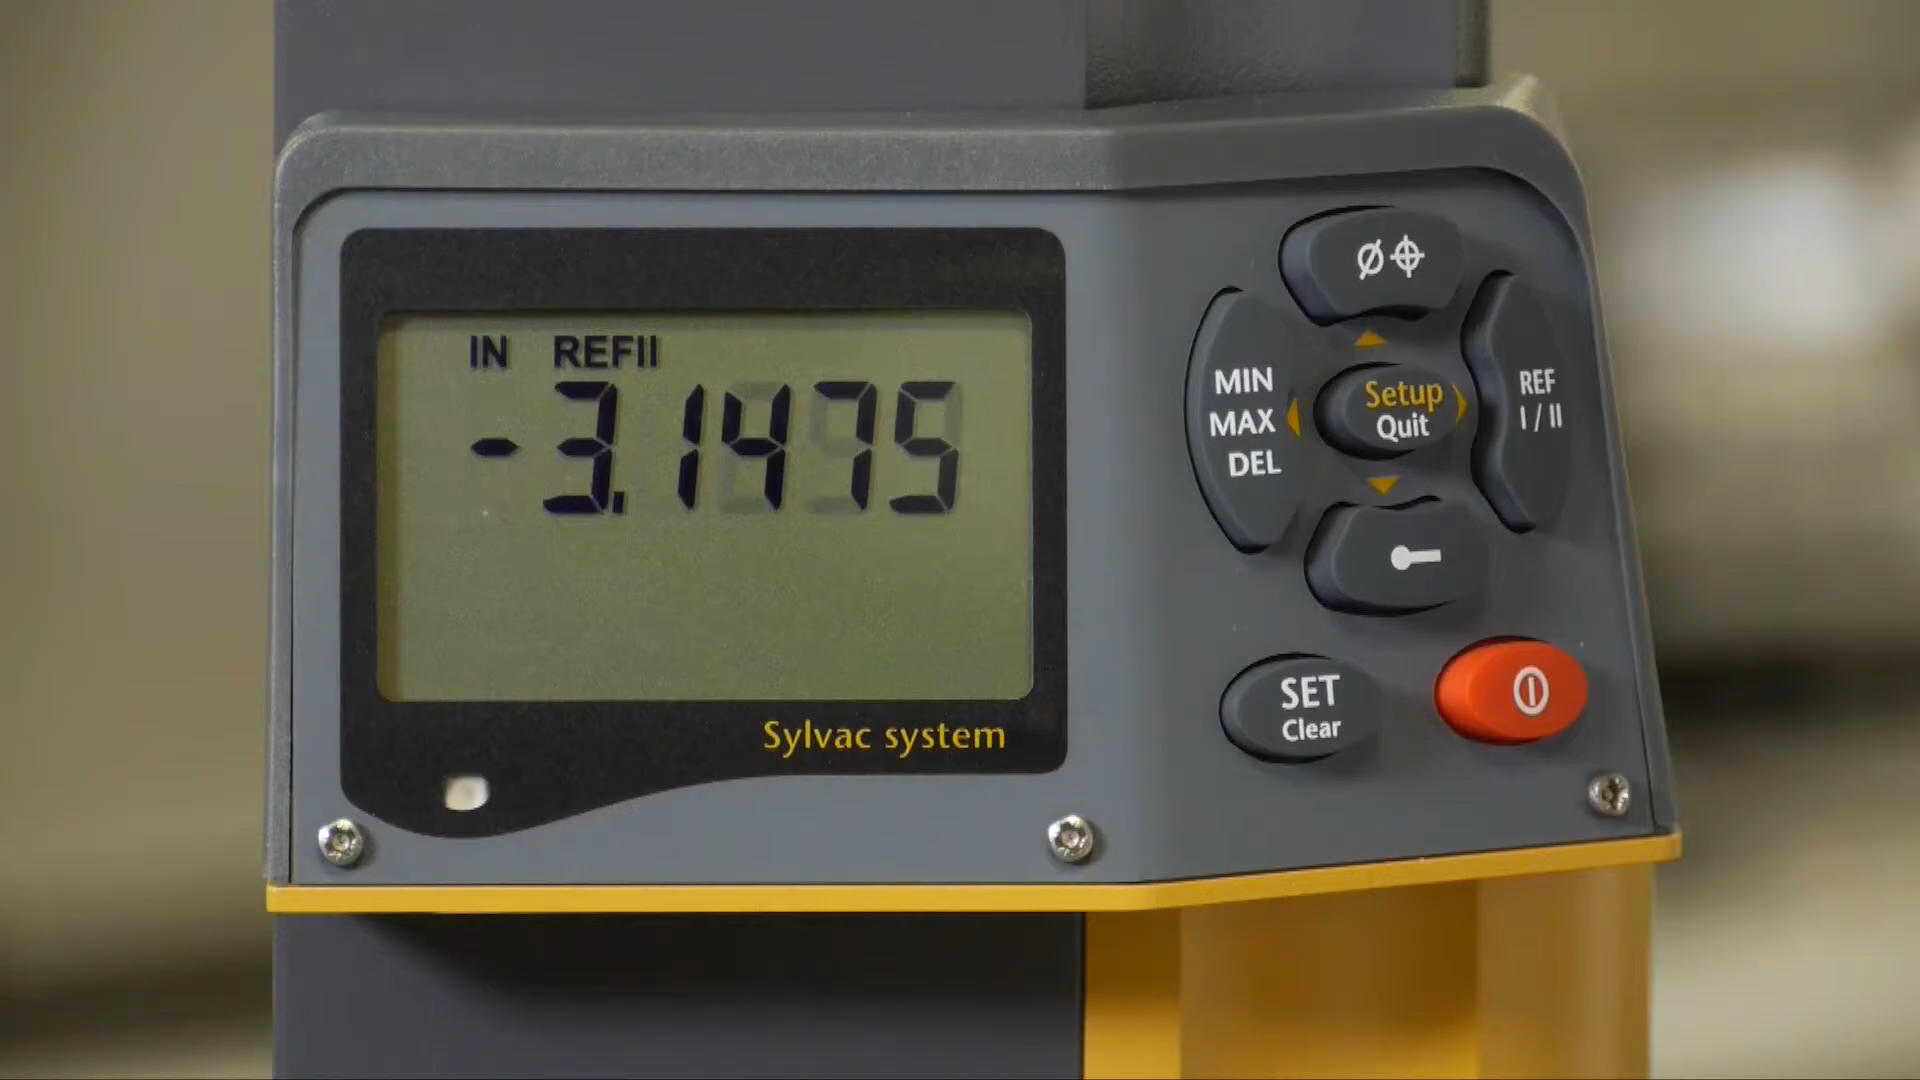 IN REFII
-3.1475
Sylvac system
Ø
MIN
MAX
DEL
Setup
Quit
REF
I / II
SET
Clear